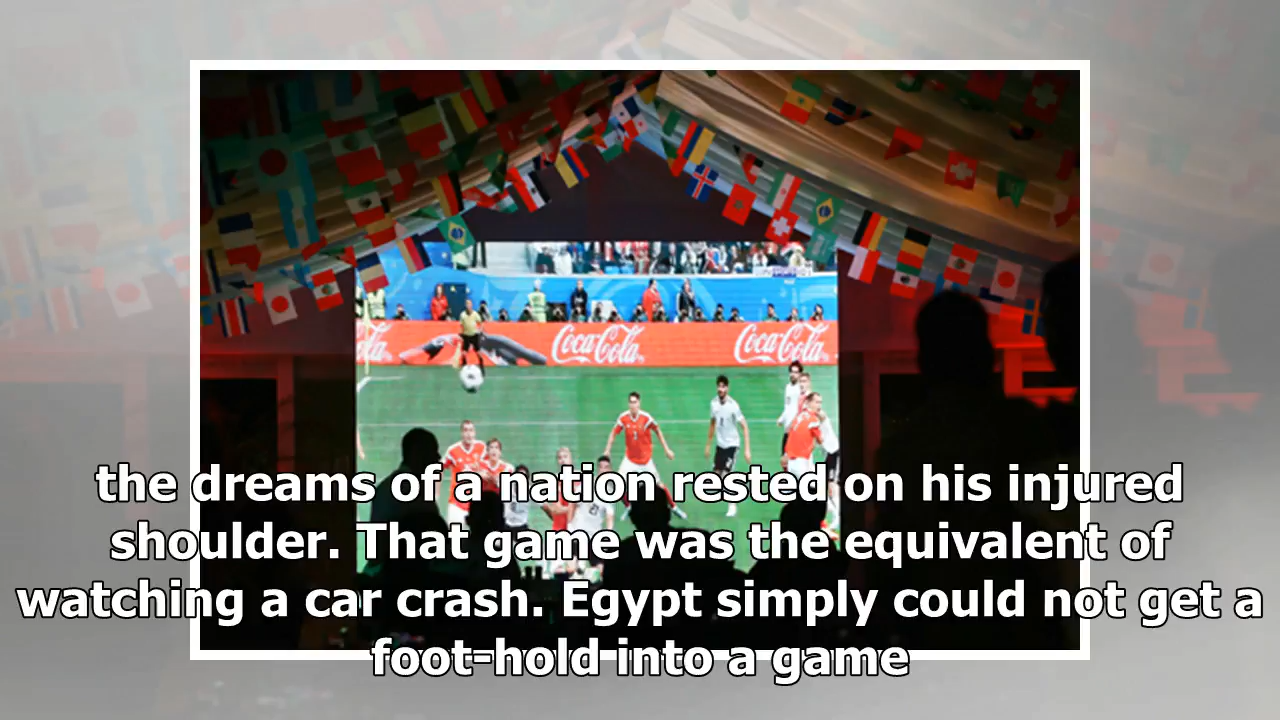 Coca-Cola
Coca-Cola
the dreams of a nation rested on his injured
shoulder. That game was the equivalent of
watching a car crash. Egypt simply could not get a
foot-hold into a game